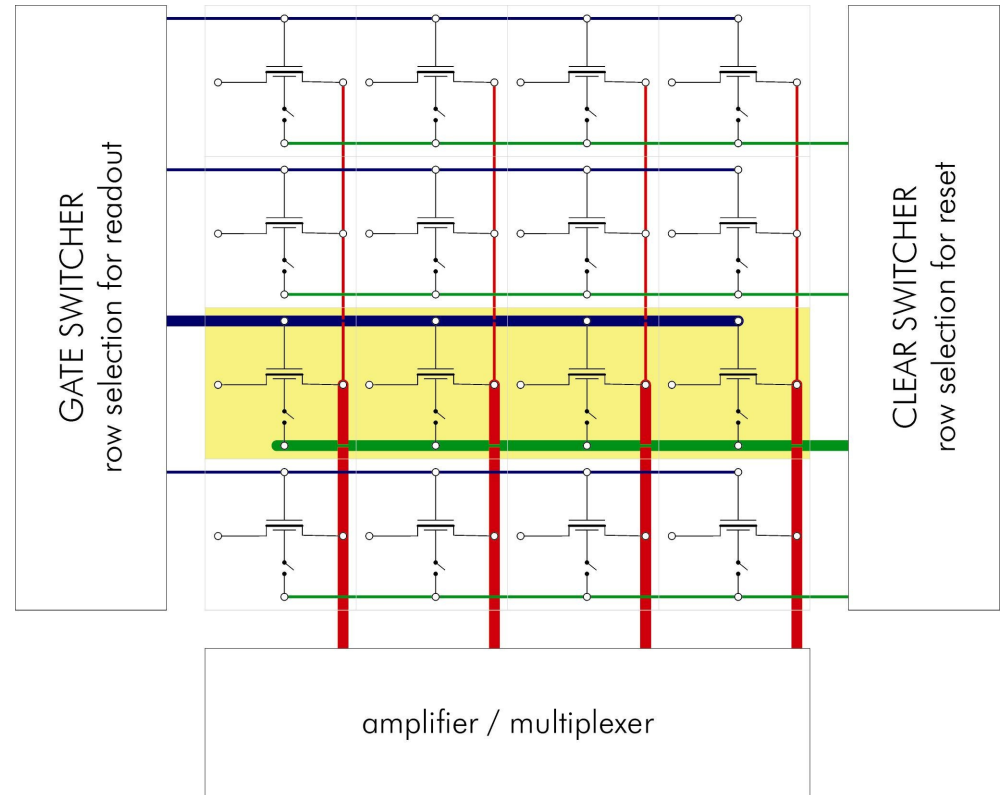 GATE SWITCHER
row selection for readout
CLEAR SWITCHER
row selection for reset
amplifier / multiplexer